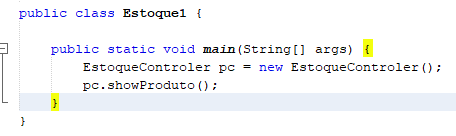 public class Estoque1 {
public static void main(String[] args) {
EstoqueControler pc = new EstoqueControler();
pc.showProduto();
}
}